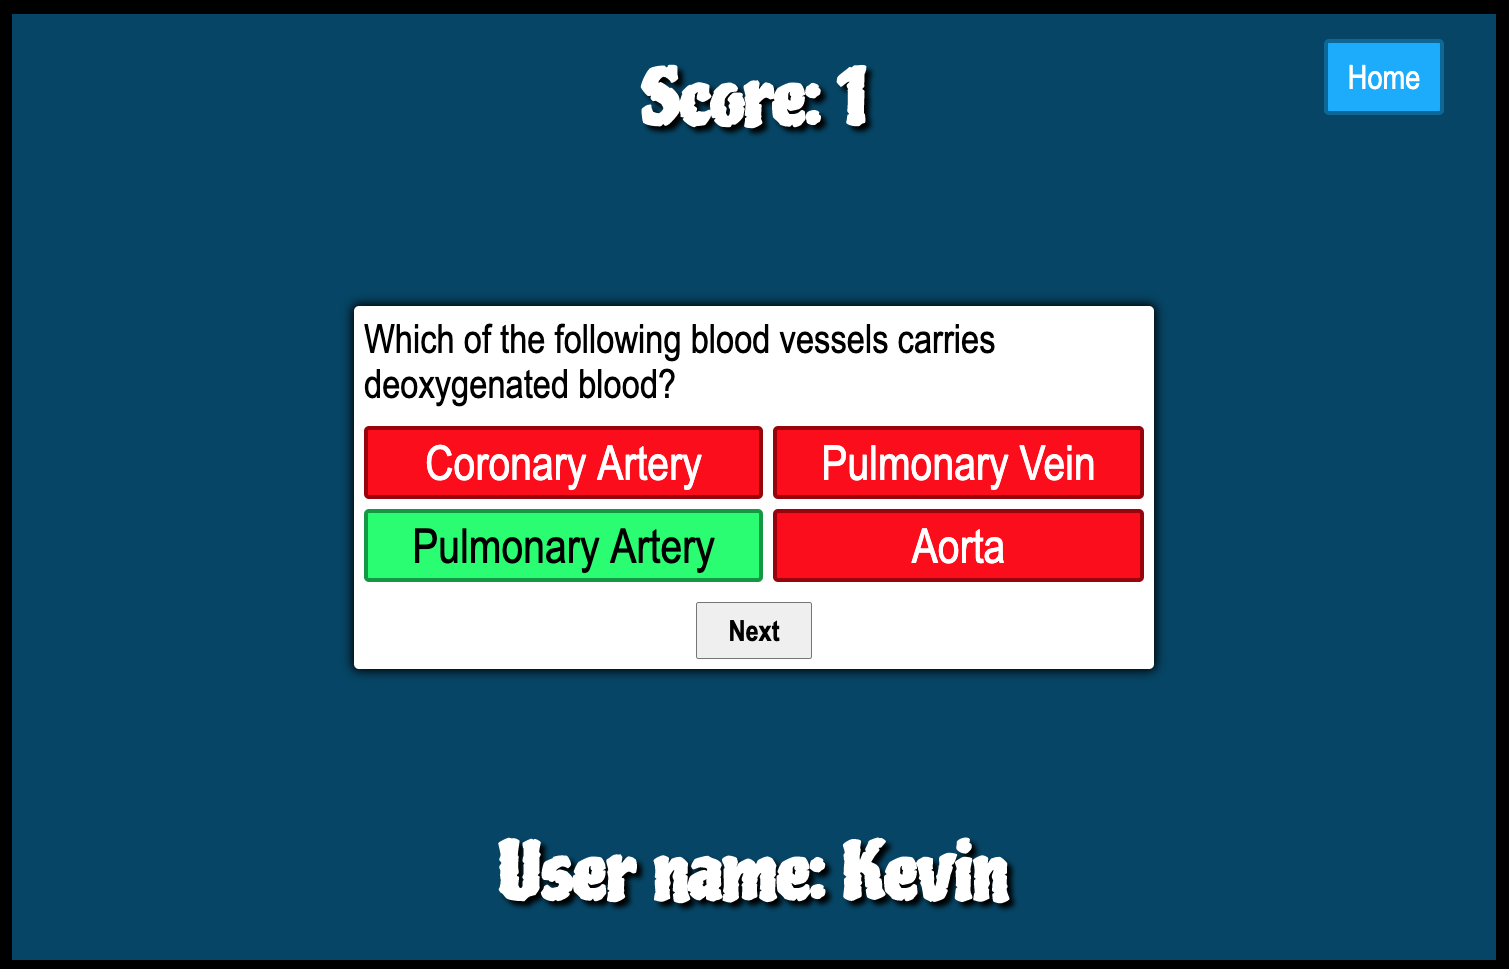 Score: 1
Home
Which of the following blood vessels carries
deoxygenated blood?
Coronary Artery
Pulmonary Vein
Pulmonary Artery
Aorta
Next
User name: Kevin